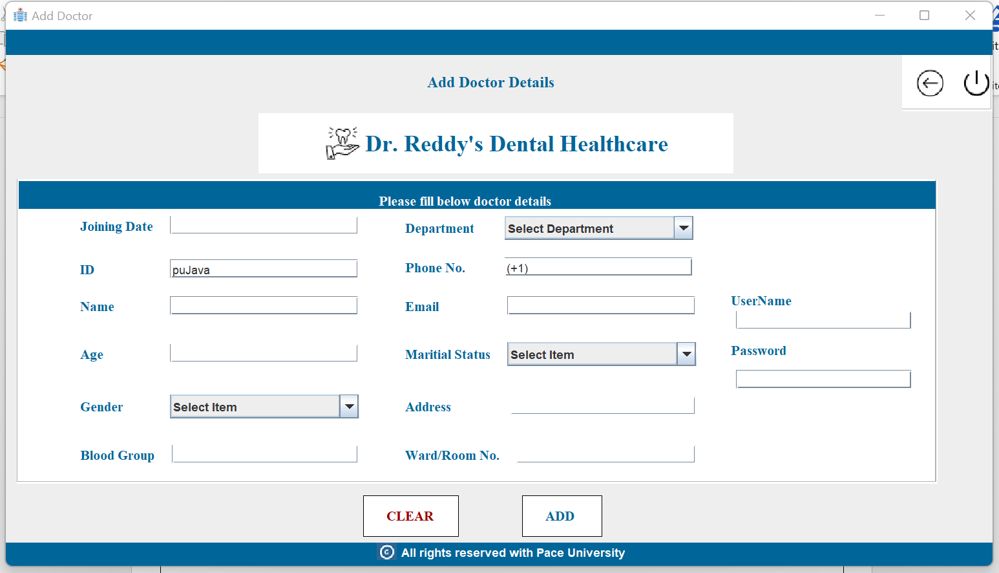 Add Doctor
Add Doctor Details
Dr. Reddy's Dental Healthcare
Please fill below doctor details
Joining Date
Department
Select Department
ID
puJava
Phone No.
(+1)
Name
Email
UserName
Age
Maritial Status
Select Item
Password
Gender
Select Item
Address
Blood Group
Ward/Room No.
CLEAR
ADD
All rights reserved with Pace University